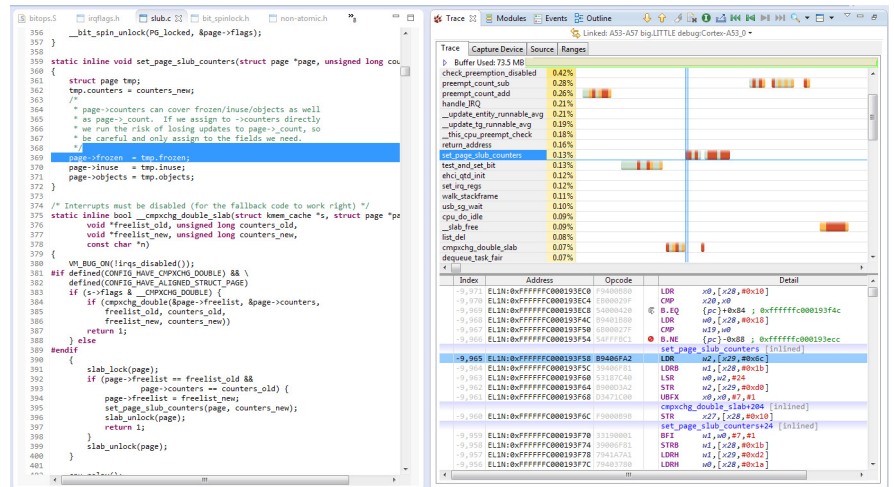 bitops.S irqflags.h slub.c bit_spinlock.h non-atomic.h
356 __bit_spin_unlock(PG_locked, &page->flags);
357 }
358
359 static inline void set_page_slub_counters(struct page *page, unsigned long cou
360 {
361 struct page tmp;
362 tmp.counters = counters_new;
363 /*
364 * page->counters can cover frozen/inuse/objects as well
365 * as page->_count. If we assign to ->counters directly
366 * we run the risk of losing updates to page->_count, so
367 * be careful and only assign to the fields we need.
368 */
369 page->frozen = tmp.frozen;
370 page->inuse = tmp.inuse;
371 page->objects = tmp.objects;
372 }
373
374 /* Interrupts must be disabled (for the fallback code to work right) */
375 static inline bool __cmpxchg_double_slab(struct kmem_cache *s, struct page *pa
376 void *freelist_old, unsigned long counters_old,
377 void *freelist_new, unsigned long counters_new,
378 const char *n)
379 {
380 VM_BUG_ON(!irqs_disabled());
381 #if defined(CONFIG_HAVE_CMPXCHG_DOUBLE) && \
382 defined(CONFIG_HAVE_ALIGNED_STRUCT_PAGE)
383 if (s->flags & __CMPXCHG_DOUBLE) {
384 if (cmpxchg_double(&page->freelist, &page->counters,
385 freelist_old, counters_old,
386 freelist_new, counters_new))
387 return 1;
388 } else
389 #endif
390 {
391 slab_lock(page);
392 if (page->freelist == freelist_old &&
393 page->counters == counters_old) {
394 page->freelist = freelist_new;
395 set_page_slub_counters(page, counters_new);
396 slab_unlock(page);
397 return 1;
398 }
399 slab_unlock(page);
400 }
401
Trace Modules Events Outline
Linked: A53-A57 big.LITTLE debug:Cortex-A53_0
Trace Capture Device Source Ranges
Buffer Used: 73.5 MB
check_preemption_disabled 0.42%
preempt_count_sub 0.28%
preempt_count_add 0.26%
handle_IRQ 0.21%
__update_entity_runnable_avg 0.21%
__update_tg_runnable_avg 0.19%
__this_cpu_preempt_check 0.18%
return_address 0.16%
set_page_slub_counters 0.13%
test_and_set_bit 0.13%
ehci_qtd_init 0.12%
set_irq_regs 0.12%
walk_stackframe 0.11%
usb_sg_wait 0.10%
cpu_do_idle 0.09%
__slab_free 0.09%
list_del 0.08%
cmpxchg_double_slab 0.07%
dequeue_task_fair 0.07%
Index Address Opcode Detail
-9,971 EL1N:0xFFFFFFC000193EC0 F9400B80 LDR x0,[x28,#0x10]
-9,970 EL1N:0xFFFFFFC000193EC4 EB00029F CMP x20,x0
-9,969 EL1N:0xFFFFFFC000193EC8 54000420 B.EQ {pc}+0x84 ; 0xffffffc000193f4c
-9,968 EL1N:0xFFFFFFC000193F4C B9401B80 LDR w0,[x28,#0x18]
-9,967 EL1N:0xFFFFFFC000193F50 6B00027F CMP w19,w0
-9,966 EL1N:0xFFFFFFC000193F54 54FFFBC1 B.NE {pc}-0x88 ; 0xffffffc000193ecc
set_page_slub_counters [inlined]
-9,965 EL1N:0xFFFFFFC000193F58 B9406FA2 LDR w2,[x29,#0x6c]
-9,964 EL1N:0xFFFFFFC000193F5C 39406F81 LDRB w1,[x28,#0x1b]
-9,963 EL1N:0xFFFFFFC000193F60 53187C40 LSR w0,w2,#24
-9,962 EL1N:0xFFFFFFC000193F64 B900D3A2 STR w2,[x29,#0xd0]
-9,961 EL1N:0xFFFFFFC000193F68 D3471C00 UBFX x0,x0,#7,#1
cmpxchg_double_slab+204 [inlined]
-9,960 EL1N:0xFFFFFFC000193F6C F9000B9B STR x27,[x28,#0x10]
set_page_slub_counters+24 [inlined]
-9,959 EL1N:0xFFFFFFC000193F70 33190001 BFI w1,w0,#7,#1
-9,958 EL1N:0xFFFFFFC000193F74 39006F81 STRB w1,[x28,#0x1b]
-9,957 EL1N:0xFFFFFFC000193F78 7941A7A1 LDRH w1,[x29,#0xd2]
-9,956 EL1N:0xFFFFFFC000193F7C 79403780 LDRH w0,[x28,#0x1a]